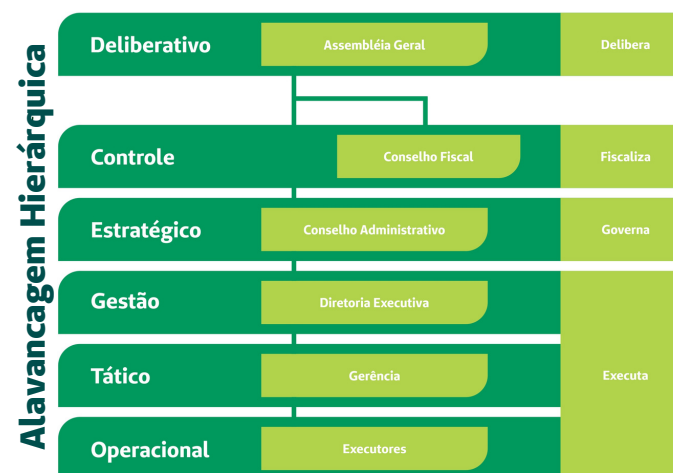 Alavancagem Hierárquica
Deliberativo
Assembléia Geral
Delibera
Controle
Conselho Fiscal
Fiscaliza
Estratégico
Conselho Administrativo
Governa
Gestão
Diretoria Executiva
Tático
Gerência
Executa
Operacional
Executores